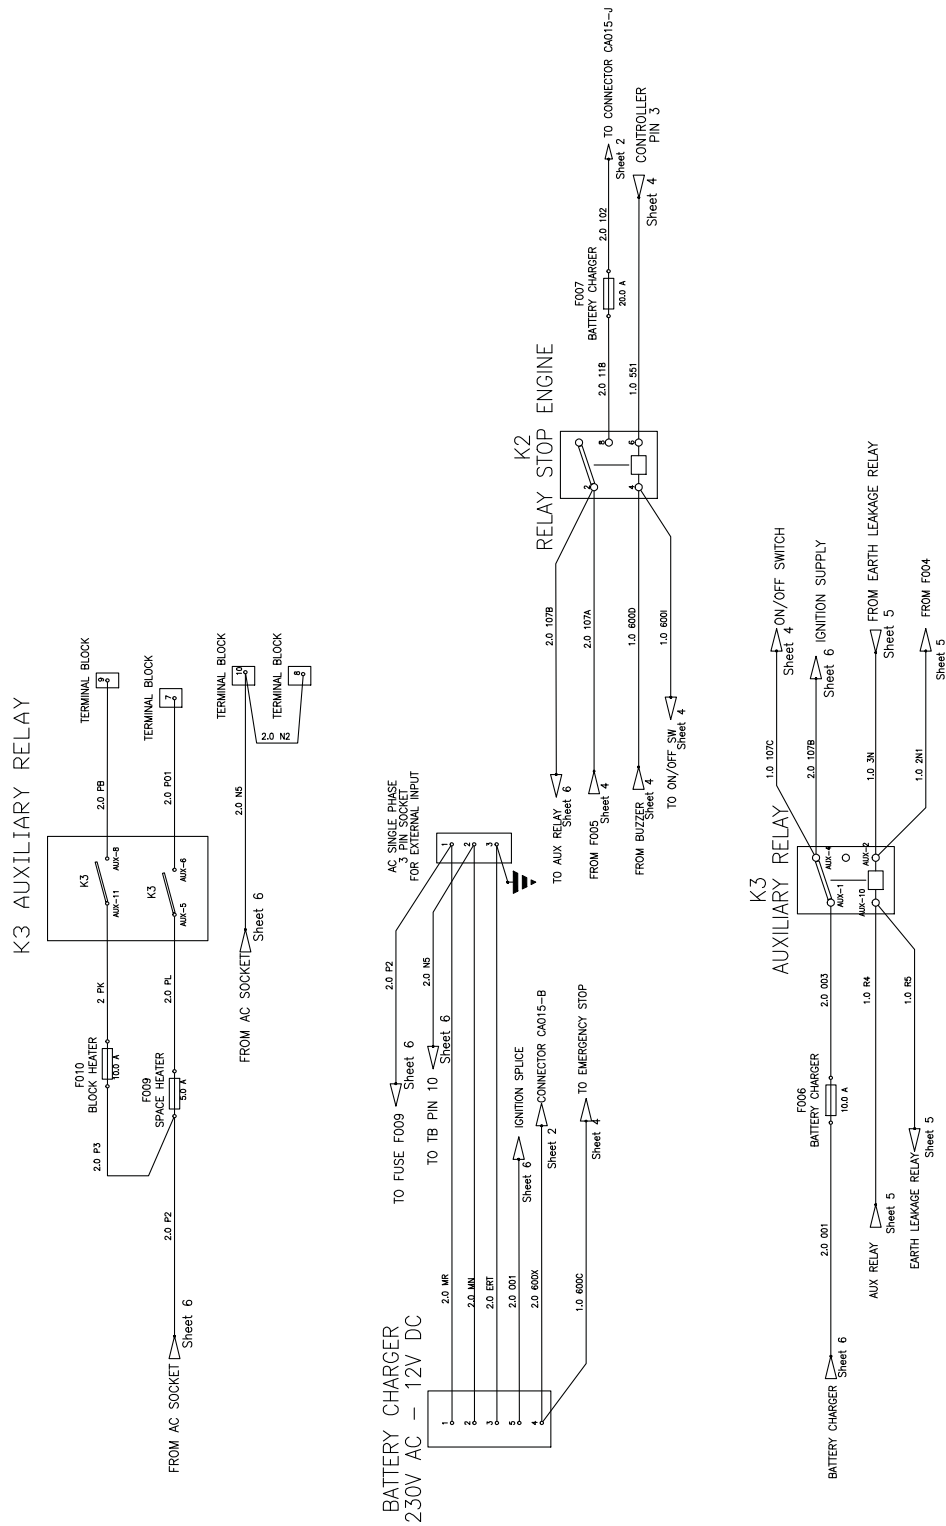 K3 AUXILIARY RELAY
FROM AC SOCKET
Sheet 6
2.0 P2
2.0 P3
F010
BLOCK HEATER
10.0 A
F009
SPACE HEATER
5.0 A
2 PK
2.0 PL
K3
AUX-11
AUX-8
K3
AUX-5
AUX-6
2.0 PB
2.0 PO1
TERMINAL BLOCK
9
TERMINAL BLOCK
7
FROM AC SOCKET
Sheet 6
2.0 N5
2.0 N2
TERMINAL BLOCK
10
TERMINAL BLOCK
8
BATTERY CHARGER
230V AC - 12V DC
1
2
3
5
4
2.0 MR
2.0 MN
2.0 ERT
2.0 001
2.0 600X
1.0 600C
TO FUSE F009
Sheet 6
2.0 P2
TO TB PIN 10
Sheet 6
2.0 N5
IGNITION SPLICE
Sheet 6
CONNECTOR CA015-B
Sheet 2
TO EMERGENCY STOP
Sheet 4
AC SINGLE PHASE
3 PIN SOCKET
FOR EXTERNAL INPUT
1
2
3
K2
RELAY STOP ENGINE
TO AUX RELAY
Sheet 6
2.0 107B
FROM F005
Sheet 4
2.0 107A
FROM BUZZER
Sheet 4
1.0 600D
TO ON/OFF SW
Sheet 4
1.0 600I
2
8
4
6
2.0 118
1.0 551
F007
BATTERY CHARGER
20.0 A
2.0 102
TO CONNECTOR CA015-J
Sheet 2
CONTROLLER
PIN 3
Sheet 4
K3
AUXILIARY RELAY
BATTERY CHARGER
Sheet 6
2.0 001
F006
BATTERY CHARGER
10.0 A
2.0 003
AUX RELAY
Sheet 5
1.0 R4
EARTH LEAKAGE RELAY
Sheet 5
1.0 R5
AUX-1
AUX-4
AUX-10
AUX-2
1.0 107C
ON/OFF SWITCH
Sheet 4
2.0 107B
IGNITION SUPPLY
Sheet 6
1.0 3N
FROM EARTH LEAKAGE RELAY
Sheet 5
1.0 2N1
FROM F004
Sheet 5